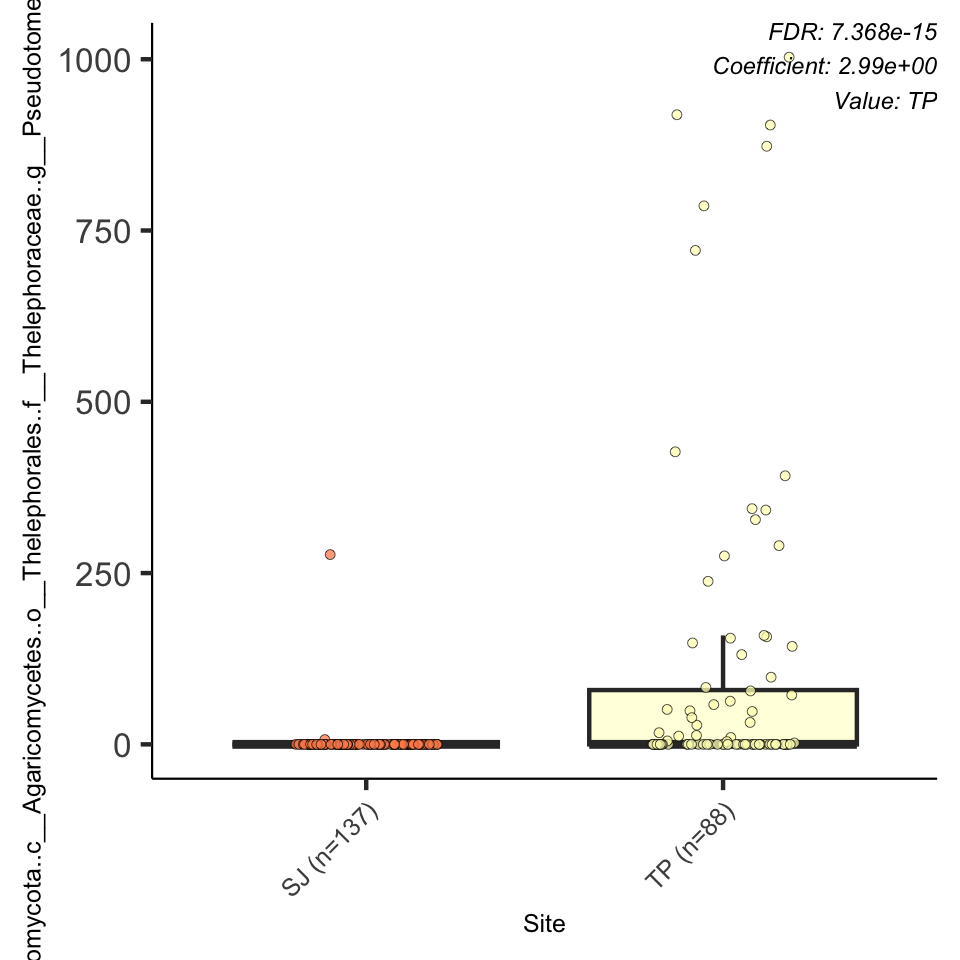 FDR: 7.368e-15
Coefficient: 2.99e+00
Value: TP
1000
750
500
250
0
omycota..c__Agaricomycetes..o__Thelephorales..f__Thelephoraceae..g__Pseudotome
SJ (n=137)
TP (n=88)
Site